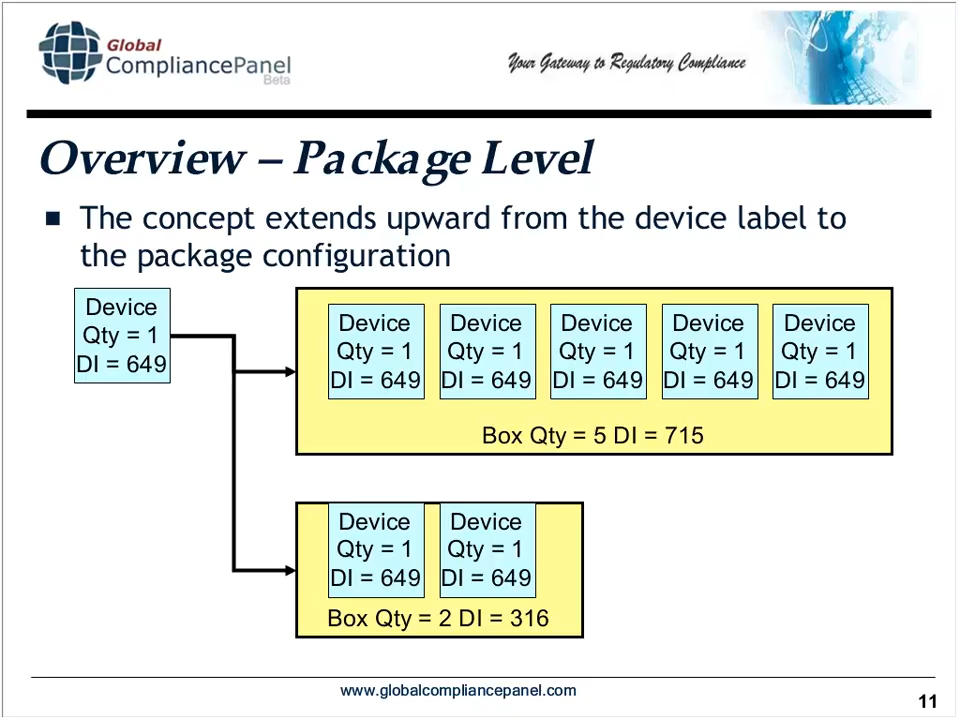 Global
CompliancePanel
Beta
Your Gateway to Regulatory Compliance
Overview – Package Level
The concept extends upward from the device label to
the package configuration
Device
Qty = 1
DI = 649
Device
Qty = 1
DI = 649
Device
Qty = 1
DI = 649
Device
Qty = 1
DI = 649
Device
Qty = 1
DI = 649
Device
Qty = 1
DI = 649
Box Qty = 5 DI = 715
Device
Qty = 1
DI = 649
Device
Qty = 1
DI = 649
Box Qty = 2 DI = 316
www.globalcompliancepanel.com
11